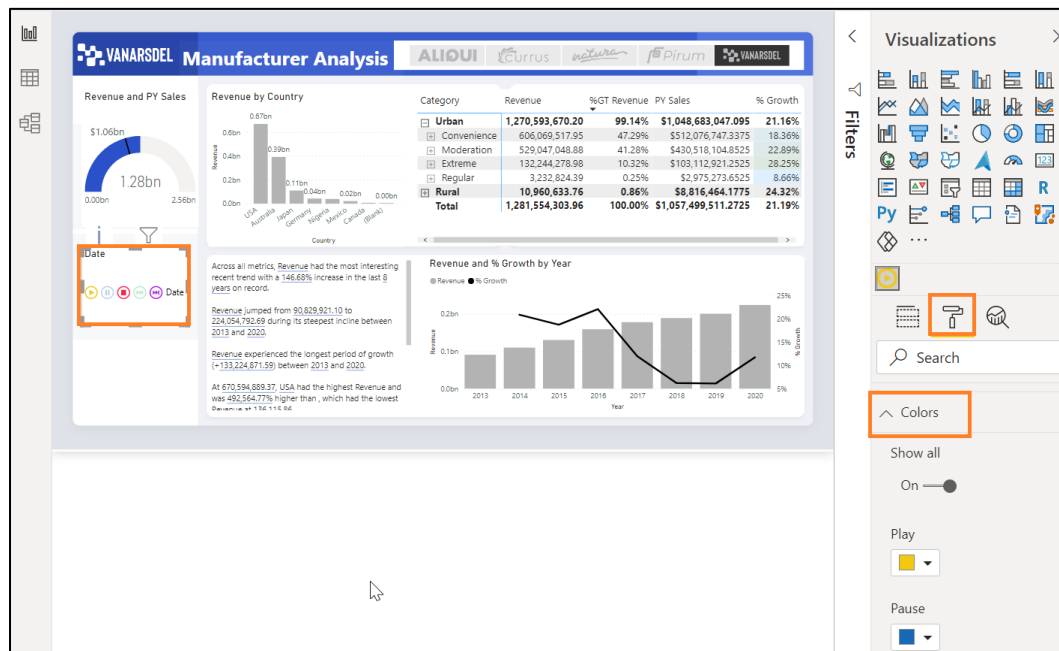 VANARSDEL Manufacturer Analysis
ALIQUI Currus natura Pirum VANARSDEL
Revenue and PY Sales
$1.06bn
1.28bn
0.00bn 2.56bn
Revenue by Country
0.67bn
0.39bn
0.11bn
0.04bn
0.02bn
0.00bn
0.6bn
0.4bn
0.2bn
0.0bn
Revenue
USA
Australia
Japan
Germany
Nigeria
Mexico
Canada
(Blank)
Country
Category Revenue %GT Revenue PY Sales % Growth
Urban 1,270,593,670.20 99.14% $1,048,683,047.095 21.16%
Convenience 606,069,517.95 47.29% $512,076,747.3375 18.36%
Moderation 529,047,048.88 41.28% $430,518,104.8525 22.89%
Extreme 132,244,278.98 10.32% $103,112,921.2525 28.25%
Regular 3,232,824.39 0.25% $2,975,273.6525 8.66%
Rural 10,960,633.76 0.86% $8,816,464.1775 24.32%
Total 1,281,554,303.96 100.00% $1,057,499,511.2725 21.19%
Date
Date
Across all metrics, Revenue had the most interesting
recent trend with a 146.68% increase in the last 8
years on record.
Revenue jumped from 90,829,921.10 to
224,054,792.69 during its steepest incline between
2013 and 2020.
Revenue experienced the longest period of growth
(+133,224,871.59) between 2013 and 2020.
At 670,594,889.37, USA had the highest Revenue and
was 492,564.77% higher than , which had the lowest
Revenue at 136,115.86.
Revenue and % Growth by Year
Revenue % Growth
0.2bn
0.1bn
0.0bn
Revenue
25%
20%
15%
10%
5%
% Growth
2013 2014 2015 2016 2017 2018 2019 2020
Year
Filters
Visualizations
123
R
Py
Search
Colors
Show all
On
Play
Pause